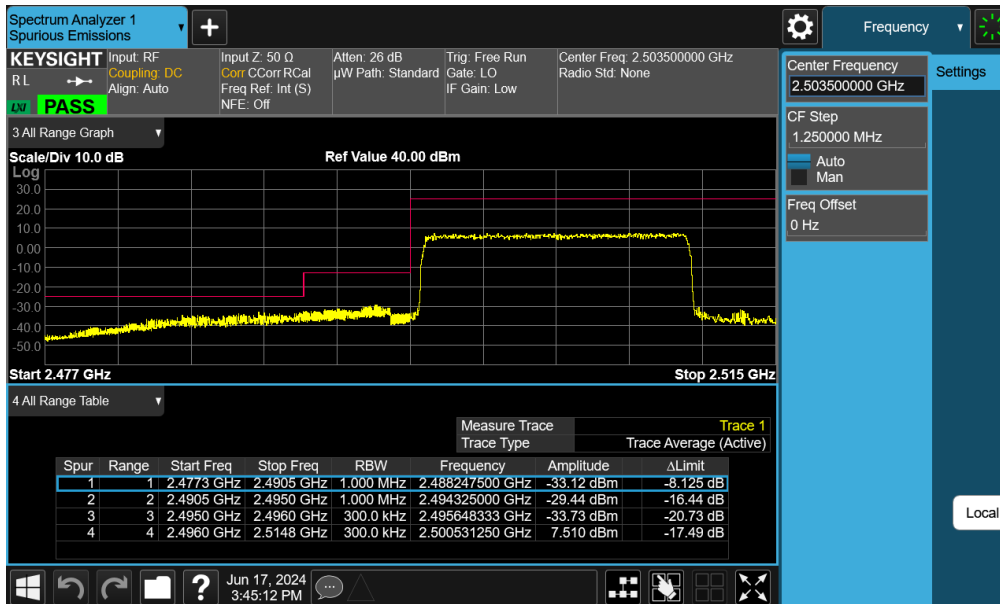 Spectrum Analyzer 1
Spurious Emissions
Frequency
KEYSIGHT
R L
LXI
PASS
Input: RF
Coupling: DC
Align: Auto
Input Z: 50 Ω
Corr CCorr RCal
Freq Ref: Int (S)
NFE: Off
Atten: 26 dB
µW Path: Standard
Trig: Free Run
Gate: LO
IF Gain: Low
Center Freq: 2.503500000 GHz
Radio Std: None
Center Frequency
2.503500000 GHz
Settings
CF Step
1.250000 MHz
Auto
Man
Freq Offset
0 Hz
3 All Range Graph
Scale/Div 10.0 dB
Ref Value 40.00 dBm
Log
30.0
20.0
10.0
0.00
-10.0
-20.0
-30.0
-40.0
-50.0
Start 2.477 GHz
Stop 2.515 GHz
4 All Range Table
Measure Trace Trace 1
Trace Type Trace Average (Active)
Spur Range Start Freq Stop Freq RBW Frequency Amplitude ΔLimit
1 1 2.4773 GHz 2.4905 GHz 1.000 MHz 2.488247500 GHz -33.12 dBm -8.125 dB
2 2 2.4905 GHz 2.4950 GHz 1.000 MHz 2.494325000 GHz -29.44 dBm -16.44 dB
3 3 2.4950 GHz 2.4960 GHz 300.0 kHz 2.495648333 GHz -33.73 dBm -20.73 dB
4 4 2.4960 GHz 2.5148 GHz 300.0 kHz 2.500531250 GHz 7.510 dBm -17.49 dB
Local
Jun 17, 2024
3:45:12 PM